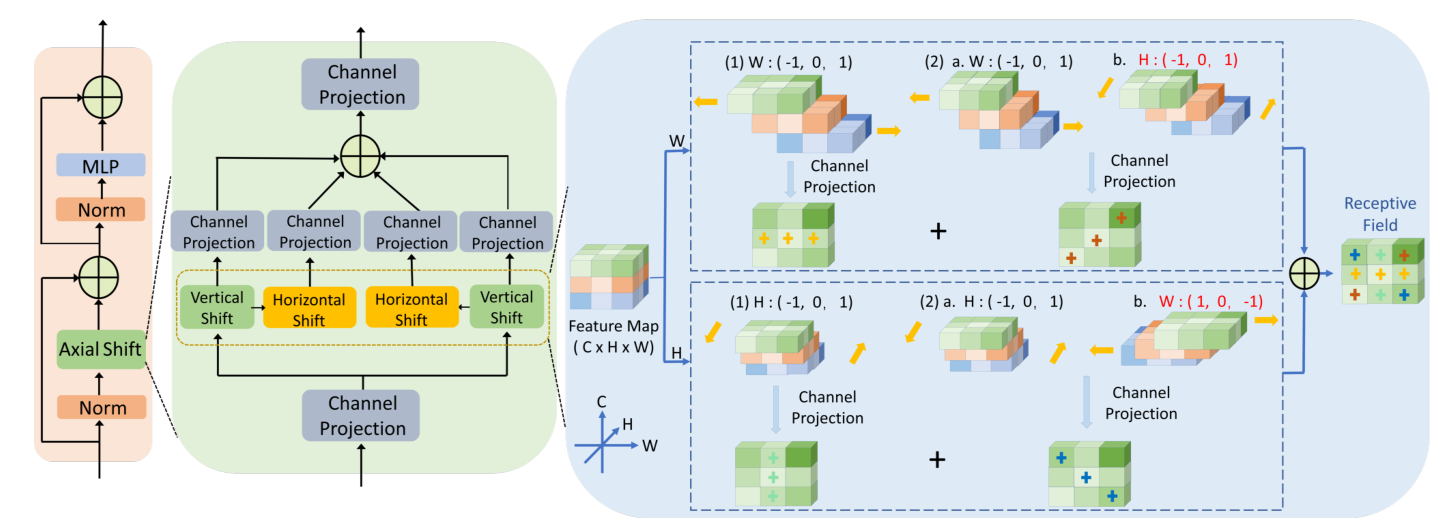 MLP
Norm
Axial Shift
Norm
Channel
Projection
Channel
Projection
Channel
Projection
Channel
Projection
Channel
Projection
Vertical
Shift
Horizontal
Shift
Horizontal
Shift
Vertical
Shift
Channel
Projection
Feature Map
( C x H x W)
C
H
W
W
H
(1) W : ( -1, 0, 1)
(2) a. W : ( -1, 0, 1)
b. H : ( -1, 0, 1)
Channel
Projection
Channel
Projection
(1) H : ( -1, 0, 1)
(2) a. H : ( -1, 0, 1)
b. W : ( 1, 0, -1)
Channel
Projection
Channel
Projection
Receptive
Field